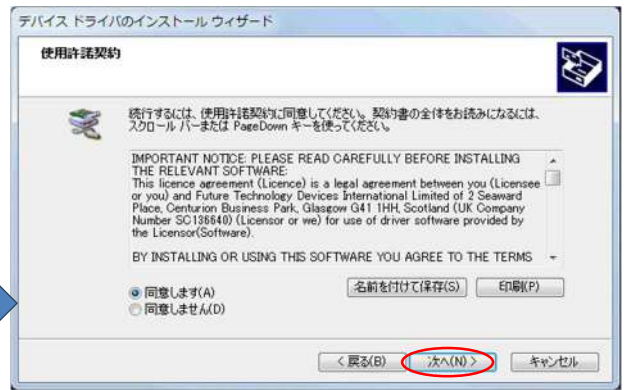 デバイス ドライバのインストール ウィザード
使用許諾契約
続行するには、使用許諾契約に同意してください。契約書の全体をお読みになるには、
スクロール バーまたは PageDown キーを使ってください。
IMPORTANT NOTICE: PLEASE READ CAREFULLY BEFORE INSTALLING
THE RELEVANT SOFTWARE:
This licence agreement (Licence) is a legal agreement between you (Licensee
or you) and Future Technology Devices International Limited of 2 Seaward
Place, Centurion Business Park, Glasgow G41 1HH, Scotland (UK Company
Number SC136640) (Licensor or we) for use of driver software provided by
the Licensor(Software).
BY INSTALLING OR USING THIS SOFTWARE YOU AGREE TO THE TERMS
同意します(A)
名前を付けて保存(S)
印刷(P)
同意しません(D)
< 戻る(B)
次へ(N) >
キャンセル